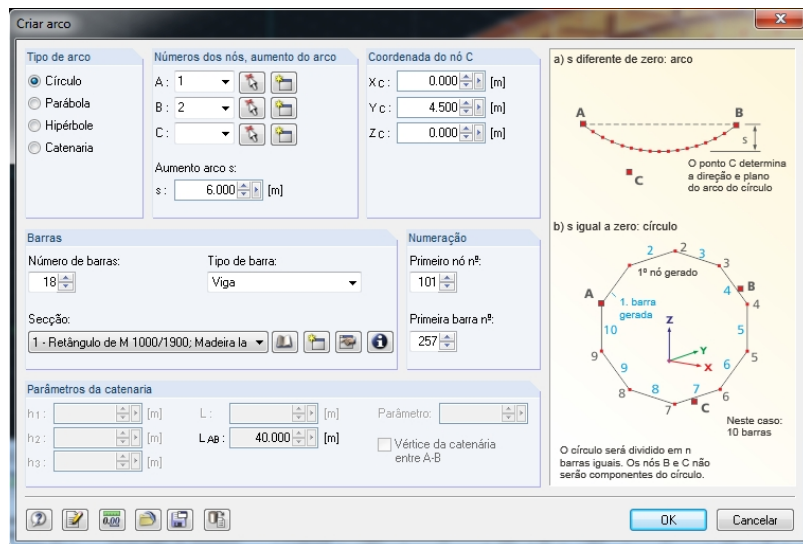 Criar arco
Tipo de arco
Círculo
Parábola
Hipérbole
Catenaria
Números dos nós, aumento do arco
A: 1
B: 2
C:
Aumento arco s:
s: 6.000 [m]
Coordenada do nó C
Xc: 0.000 [m]
Yc: 4.500 [m]
Zc: 0.000 [m]
Barras
Número de barras:
18
Tipo de barra:
Viga
Secção:
1 - Retângulo de M 1000/1900; Madeira la
Numeração
Primeiro nó nº:
101
Primeira barra nº:
257
Parâmetros da catenaria
h1: [m]
h2: [m]
h3: [m]
L: [m]
LAB: 40.000 [m]
Parâmetro:
Vértice da catenária
entre A-B
a) s diferente de zero: arco
A
B
s
C
O ponto C determina
a direção e plano
do arco do círculo
b) s igual a zero: círculo
2 2 3
3
1º nó gerado
4 B
A
4
1. barra
gerada
Z
10
5
Y
X
9
5
9
6
8
8
7
6
7
C
Neste caso:
10 barras
O círculo será dividido em n
barras iguais. Os nós B e C não
serão componentes do círculo.
0.00
OK
Cancelar